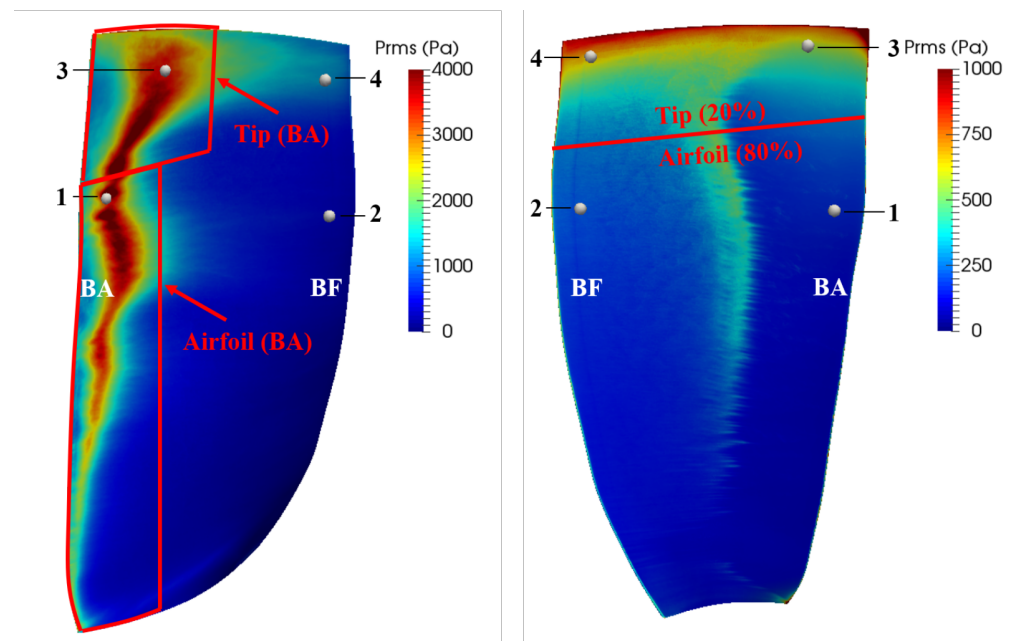 Prms (Pa)
4000
3000
2000
1000
0
3
4
Tip (BA)
1
2
BA
BF
Airfoil (BA)
Prms (Pa)
1000
750
500
250
0
4
3
Tip (20%)
Airfoil (80%)
2
1
BF
BA